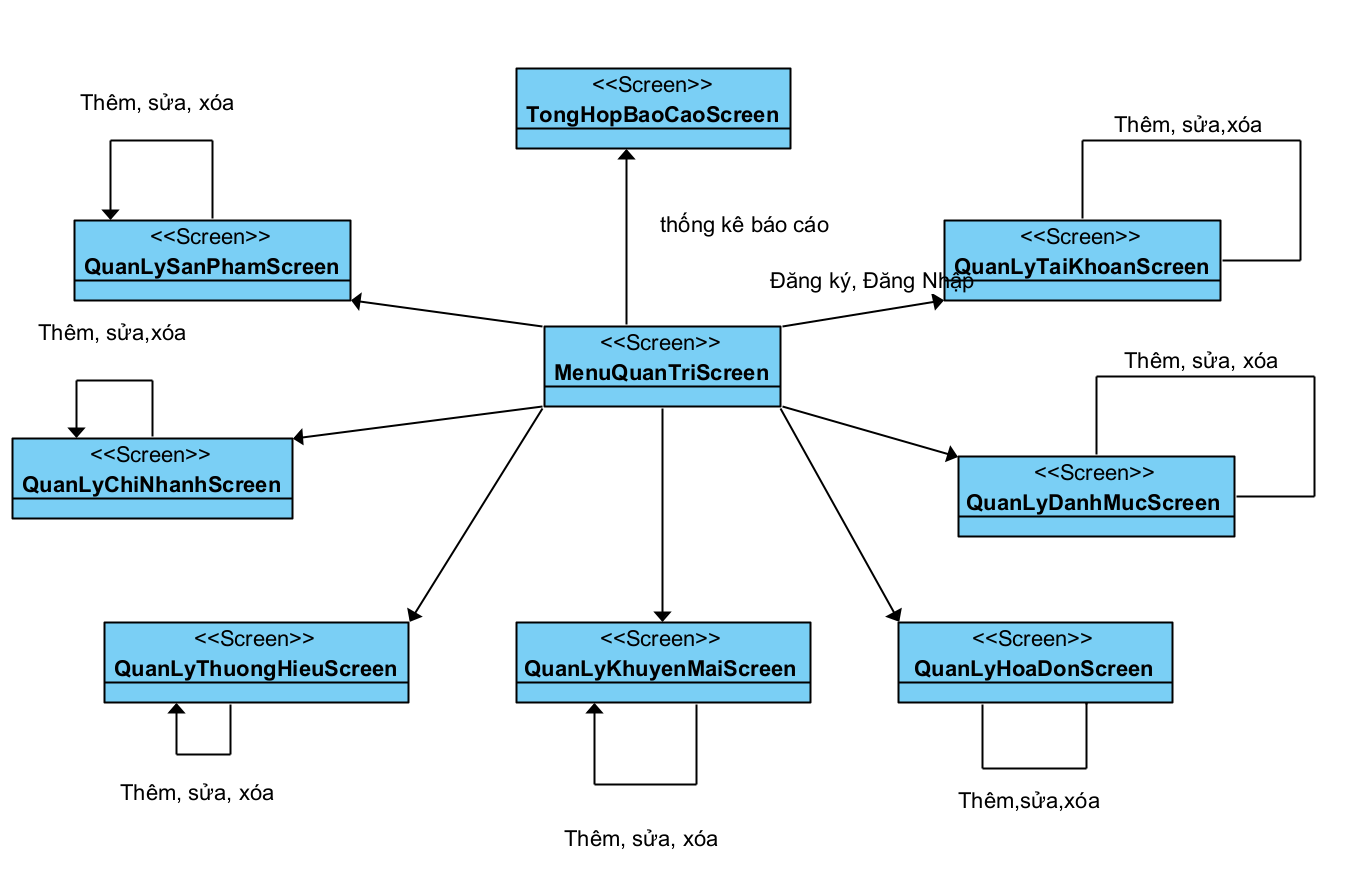 <<Screen>>
TongHopBaoCaoScreen
Thêm, sửa, xóa
Thêm, sửa,xóa
thống kê báo cáo
<<Screen>>
QuanLySanPhamScreen
<<Screen>>
QuanLyTaiKhoanScreen
Đăng ký, Đăng Nhập
Thêm, sửa,xóa
<<Screen>>
MenuQuanTriScreen
Thêm, sửa, xóa
<<Screen>>
QuanLyChiNhanhScreen
<<Screen>>
QuanLyDanhMucScreen
<<Screen>>
QuanLyThuongHieuScreen
<<Screen>>
QuanLyKhuyenMaiScreen
<<Screen>>
QuanLyHoaDonScreen
Thêm, sửa, xóa
Thêm, sửa, xóa
Thêm,sửa,xóa